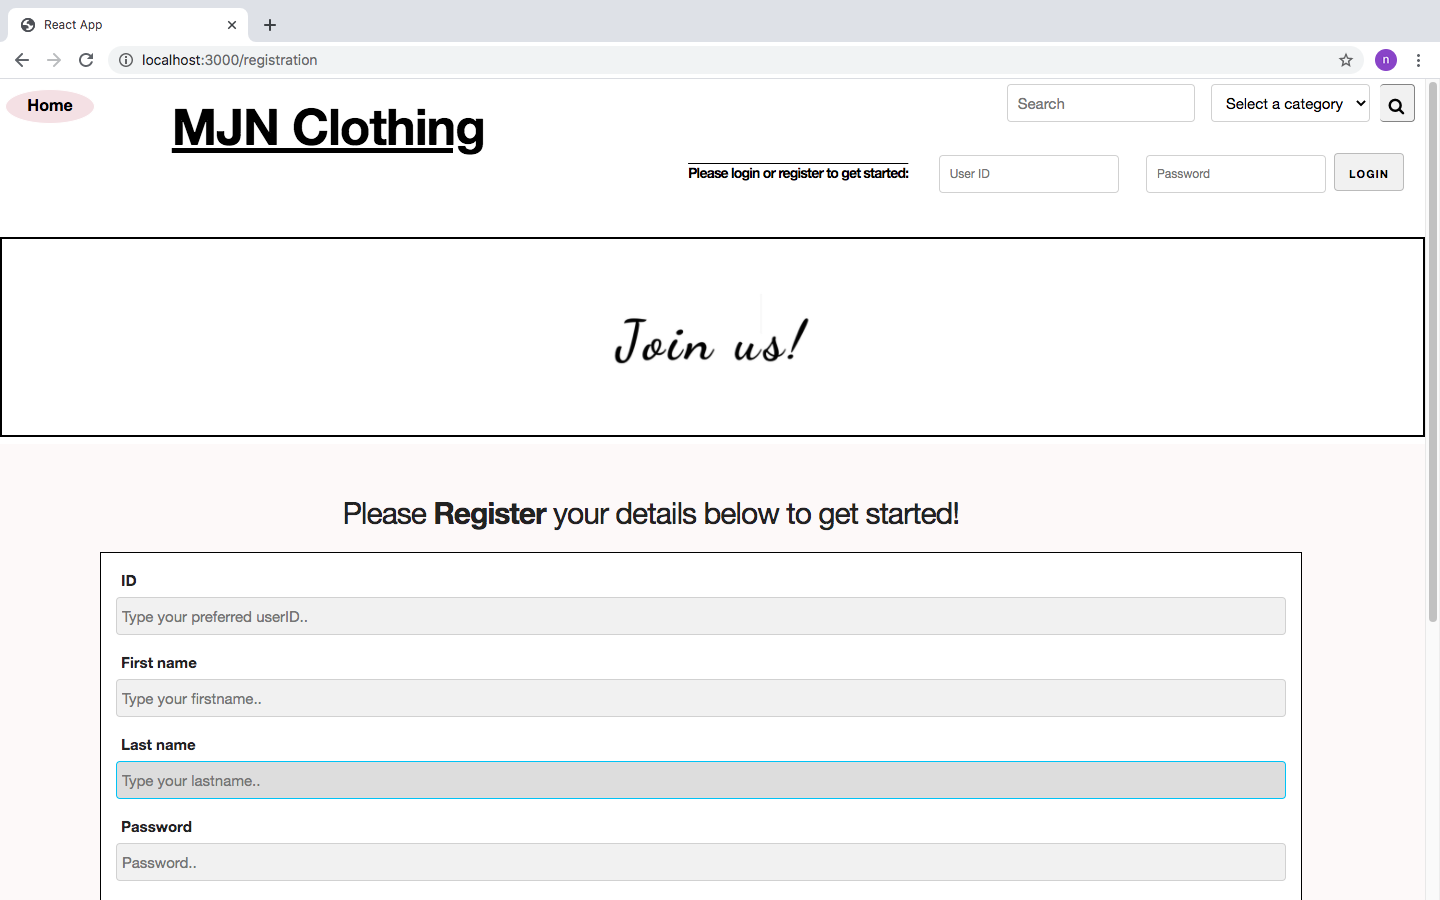 React App
localhost:3000/registration
n
Home
MJN Clothing
Search
Select a category
Please login or register to get started:
User ID
Password
LOGIN
Join us!
Please Register your details below to get started!
ID
Type your preferred userID..
First name
Type your firstname..
Last name
Type your lastname..
Password
Password..